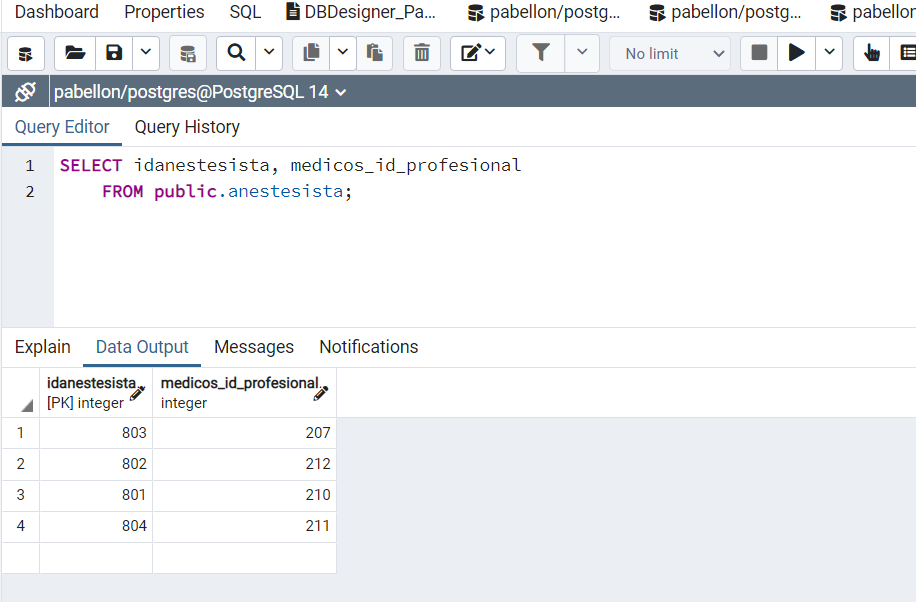 Dashboard Properties SQL DBDesigner_Pa... pabellon/postg... pabellon/postg... pabellon
No limit
pabellon/postgres@PostgreSQL 14
Query Editor Query History
1 SELECT idanestesista, medicos_id_profesional
2 FROM public.anestesista;
Explain Data Output Messages Notifications
idanestesista medicos_id_profesional
[PK] integer integer
1 803 207
2 802 212
3 801 210
4 804 211